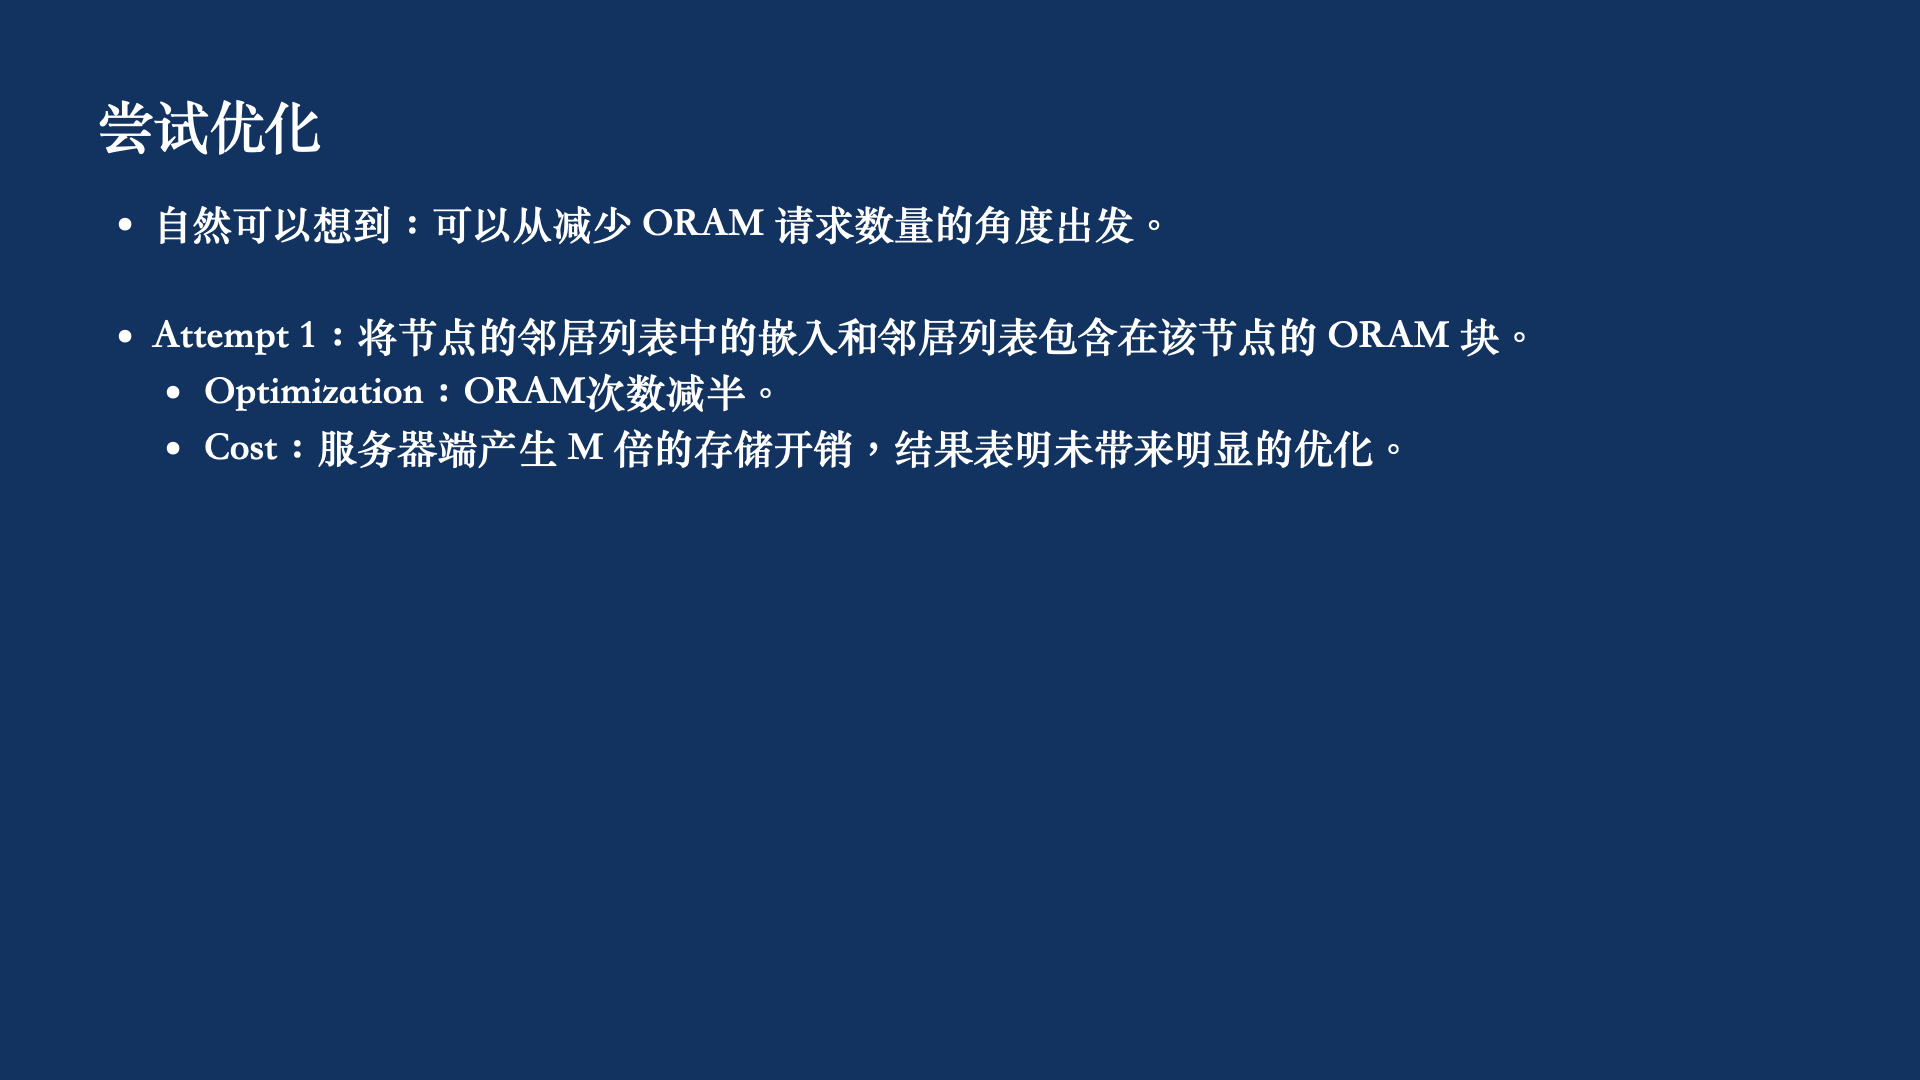 尝试优化
自然可以想到：可以从减少 ORAM 请求数量的角度出发。
Attempt 1：将节点的邻居列表中的嵌入和邻居列表包含在该节点的 ORAM 块。
Optimization：ORAM次数减半。
Cost：服务器端产生 M 倍的存储开销，结果表明未带来明显的优化。